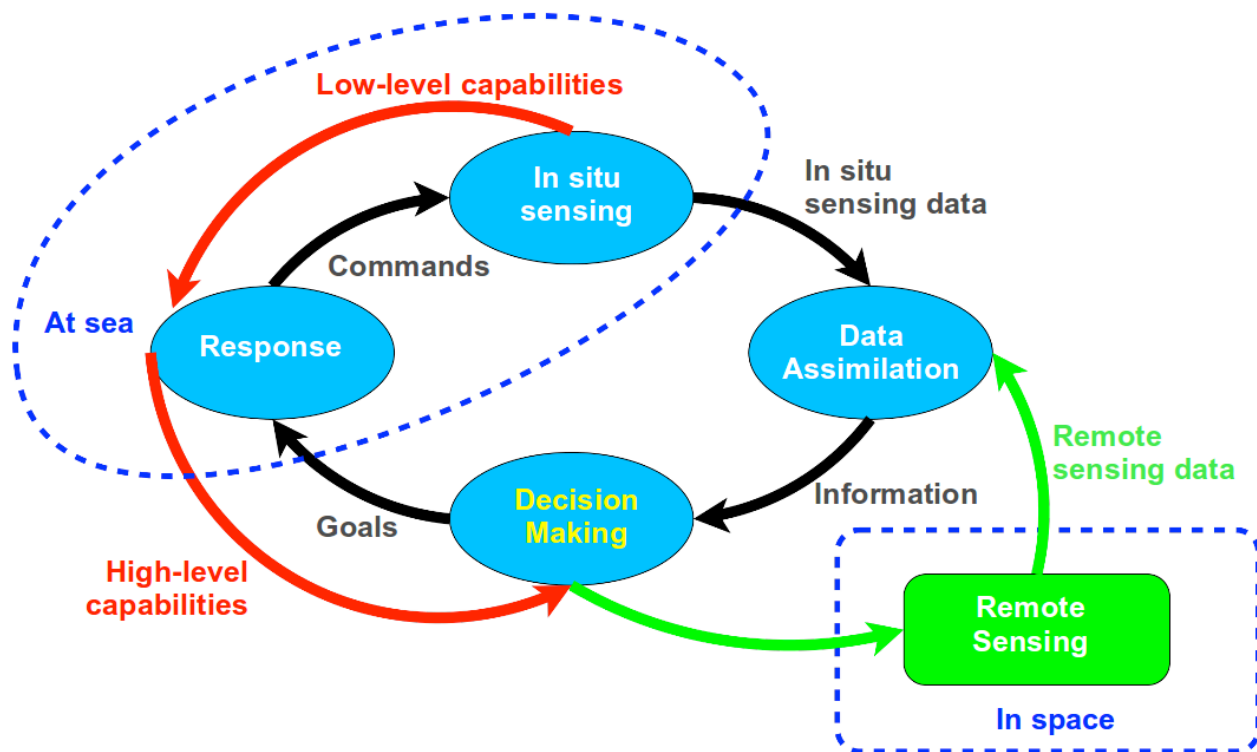 Low-level capabilities
In situ
sensing
In situ
sensing data
Commands
At sea
Response
Data
Assimilation
Remote
sensing data
Information
Decision
Making
Goals
High-level
capabilities
Remote
Sensing
In space